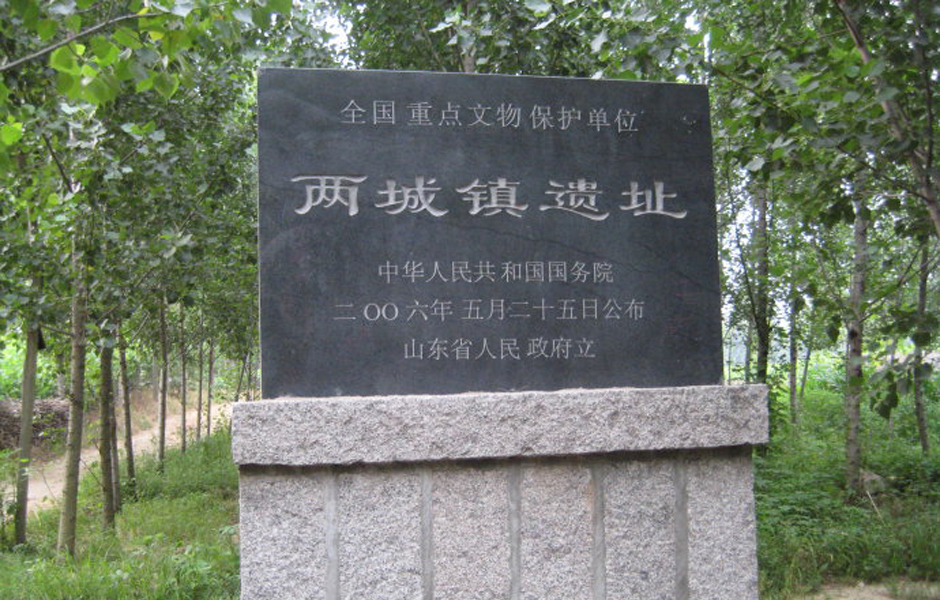 全国重点文物保护单位
两城镇遗址
中华人民共和国国务院
二〇〇六年五月二十五日公布
山东省人民政府立